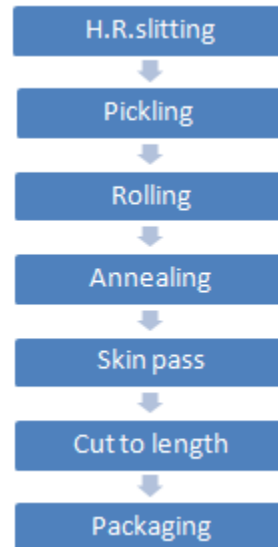 H.R.slitting
Pickling
Rolling
Annealing
Skin pass
Cut to length
Packaging